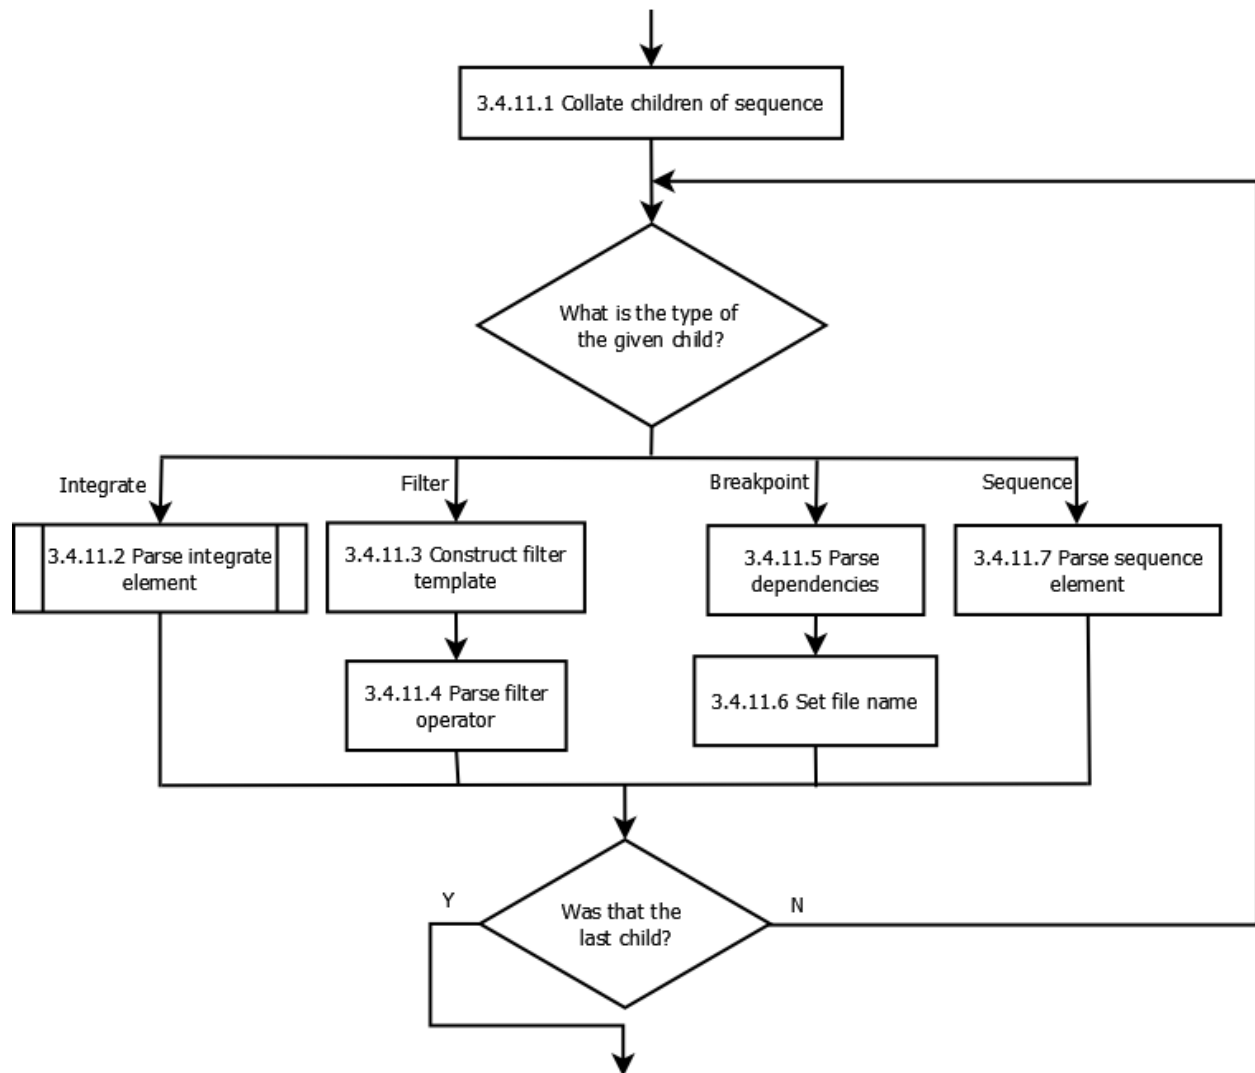 3.4.11.1 Collate children of sequence
What is the type of
the given child?
Integrate
Filter
Breakpoint
Sequence
3.4.11.2 Parse integrate
element
3.4.11.3 Construct filter
template
3.4.11.5 Parse
dependencies
3.4.11.7 Parse sequence
element
3.4.11.4 Parse filter
operator
3.4.11.6 Set file name
Y
N
Was that the
last child?